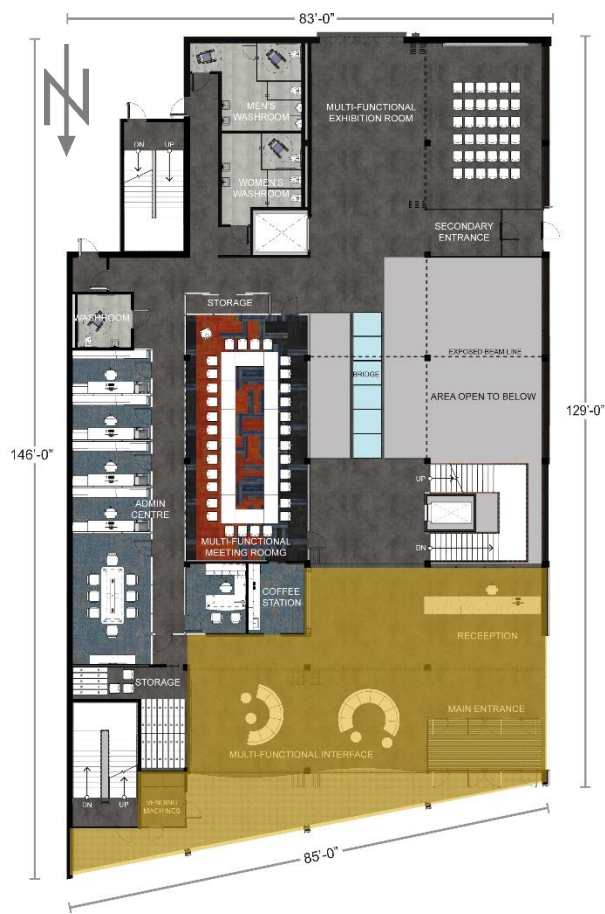 83'-0"
N
MEN'S
WASHROOM
MULTI-FUNCTIONAL
EXHIBITION ROOM
DN
UP
WOMEN'S
WASHROOM
SECONDARY
ENTRANCE
STORAGE
WASHROOM
EXPOSED BEAM LINE
BRIDGE
AREA OPEN TO BELOW
129'-0"
146'-0"
UP
ADMIN
CENTRE
MULTI-FUNCTIONAL
MEETING ROOMG
DN
COFFEE
STATION
RECEEPTION
STORAGE
MAIN ENTRANCE
MULTI-FUNCTIONAL INTERFACE
DN
UP
VENDING
MACHINES
85'-0"